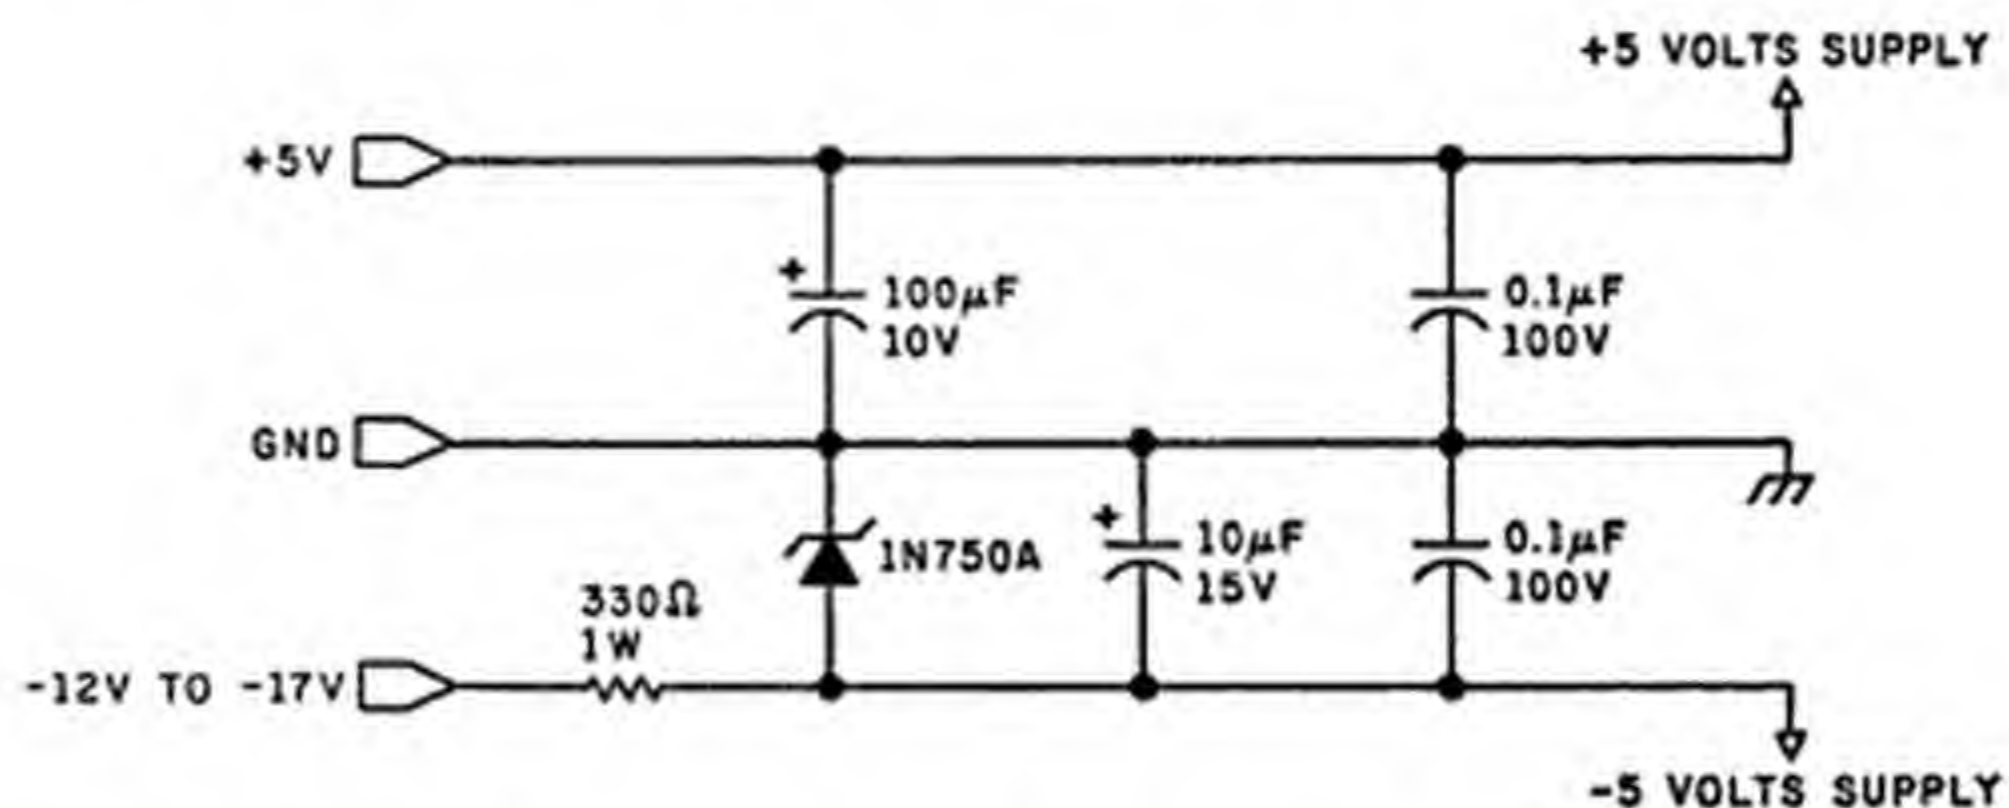 +5 VOLTS SUPPLY
+5V
+
100µF
10V
0.1µF
100V
GND
+
10µF
15V
0.1µF
100V
1N750A
330Ω
1W
-12V TO -17V
-5 VOLTS SUPPLY